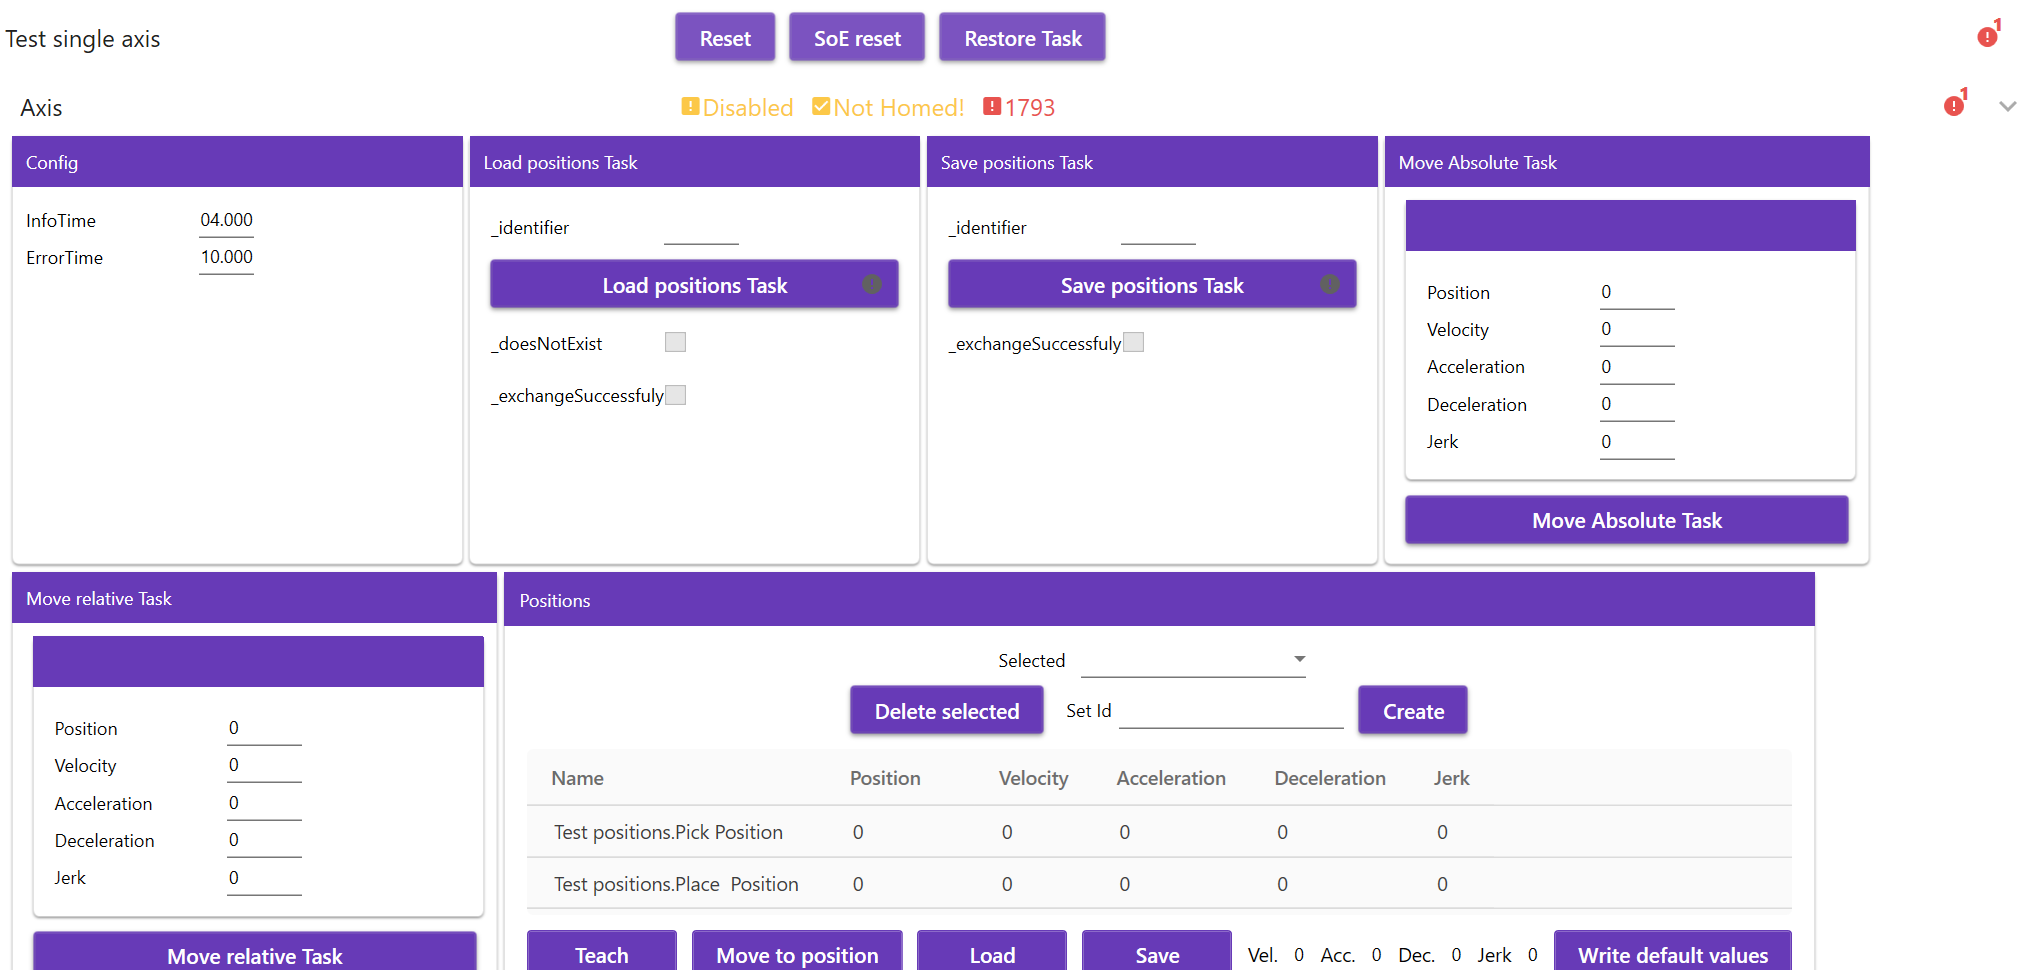 Test single axis
Reset
SoE reset
Restore Task
1
Axis
Disabled
Not Homed!
1793
1
Config
InfoTime 04.000
ErrorTime 10.000
Load positions Task
_identifier
Load positions Task
_doesNotExist
_exchangeSuccessfuly
Save positions Task
_identifier
Save positions Task
_exchangeSuccessfuly
Move Absolute Task
Position 0
Velocity 0
Acceleration 0
Deceleration 0
Jerk 0
Move Absolute Task
Move relative Task
Position 0
Velocity 0
Acceleration 0
Deceleration 0
Jerk 0
Move relative Task
Positions
Selected
Delete selected
Set Id
Create
Name Position Velocity Acceleration Deceleration Jerk
Test positions.Pick Position 0 0 0 0 0
Test positions.Place  Position 0 0 0 0 0
Teach
Move to position
Load
Save
Vel. 0 Acc. 0 Dec. 0 Jerk 0
Write default values